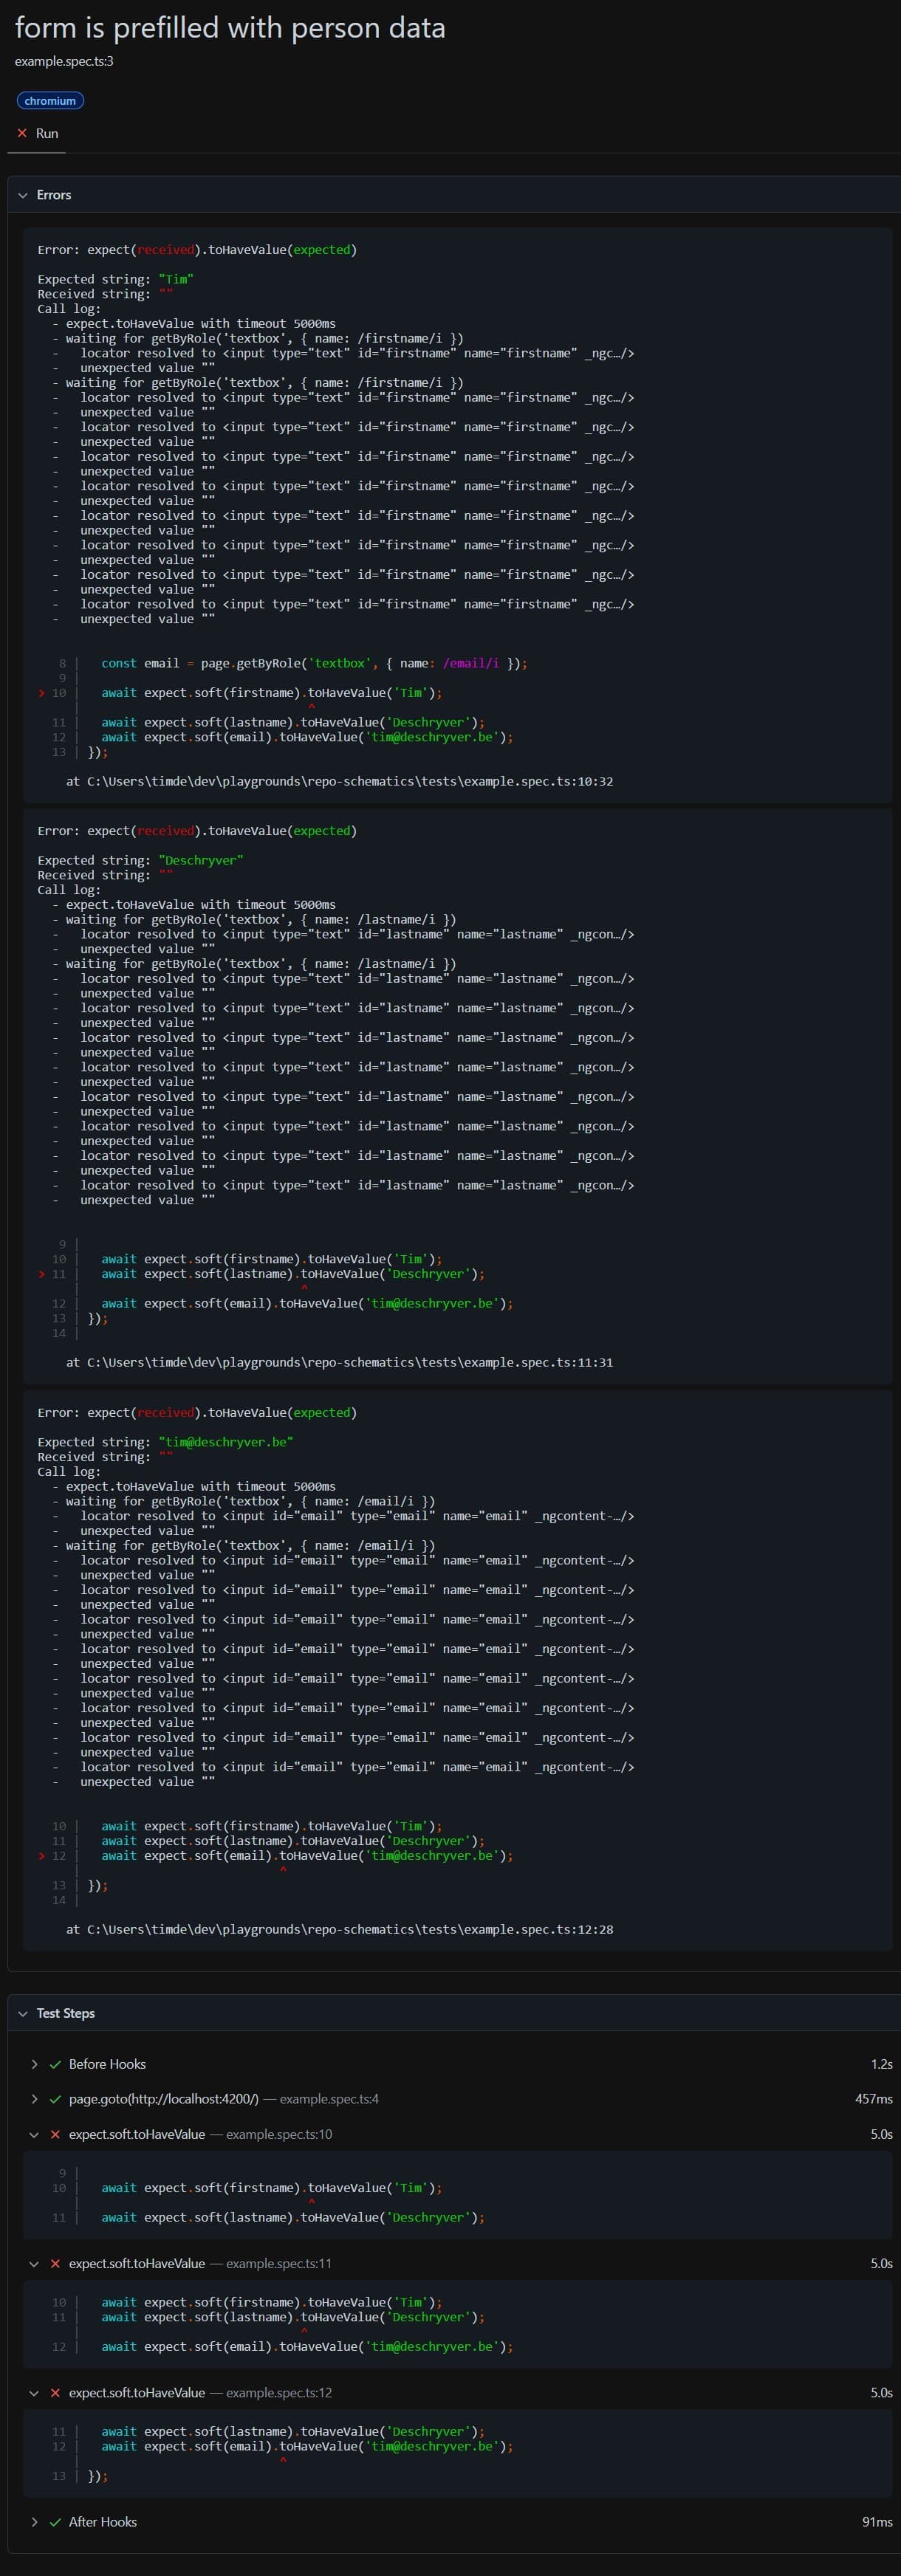 form is prefilled with person data
example.spec.ts:3
chromium
Run
Errors
Error: expect(received).toHaveValue(expected)
Expected string: "Tim"
Received string: ""
Call log:
- expect.toHaveValue with timeout 5000ms
- waiting for getByRole('textbox', { name: /firstname/i })
-   locator resolved to <input type="text" id="firstname" name="firstname" _ngc…/>
-   unexpected value ""
- waiting for getByRole('textbox', { name: /firstname/i })
-   locator resolved to <input type="text" id="firstname" name="firstname" _ngc…/>
-   unexpected value ""
-   locator resolved to <input type="text" id="firstname" name="firstname" _ngc…/>
-   unexpected value ""
-   locator resolved to <input type="text" id="firstname" name="firstname" _ngc…/>
-   unexpected value ""
-   locator resolved to <input type="text" id="firstname" name="firstname" _ngc…/>
-   unexpected value ""
-   locator resolved to <input type="text" id="firstname" name="firstname" _ngc…/>
-   unexpected value ""
-   locator resolved to <input type="text" id="firstname" name="firstname" _ngc…/>
-   unexpected value ""
-   locator resolved to <input type="text" id="firstname" name="firstname" _ngc…/>
-   unexpected value ""
-   locator resolved to <input type="text" id="firstname" name="firstname" _ngc…/>
-   unexpected value ""
8 |   const email = page.getByRole('textbox', { name: /email/i });
9 |
> 10 |   await expect.soft(firstname).toHaveValue('Tim');
|                                ^
11 |   await expect.soft(lastname).toHaveValue('Deschryver');
12 |   await expect.soft(email).toHaveValue('tim@deschryver.be');
13 | });
at C:\Users\timde\dev\playgrounds\repo-schematics\tests\example.spec.ts:10:32
Error: expect(received).toHaveValue(expected)
Expected string: "Deschryver"
Received string: ""
Call log:
- expect.toHaveValue with timeout 5000ms
- waiting for getByRole('textbox', { name: /lastname/i })
-   locator resolved to <input type="text" id="lastname" name="lastname" _ngcon…/>
-   unexpected value ""
- waiting for getByRole('textbox', { name: /lastname/i })
-   locator resolved to <input type="text" id="lastname" name="lastname" _ngcon…/>
-   unexpected value ""
-   locator resolved to <input type="text" id="lastname" name="lastname" _ngcon…/>
-   unexpected value ""
-   locator resolved to <input type="text" id="lastname" name="lastname" _ngcon…/>
-   unexpected value ""
-   locator resolved to <input type="text" id="lastname" name="lastname" _ngcon…/>
-   unexpected value ""
-   locator resolved to <input type="text" id="lastname" name="lastname" _ngcon…/>
-   unexpected value ""
-   locator resolved to <input type="text" id="lastname" name="lastname" _ngcon…/>
-   unexpected value ""
-   locator resolved to <input type="text" id="lastname" name="lastname" _ngcon…/>
-   unexpected value ""
-   locator resolved to <input type="text" id="lastname" name="lastname" _ngcon…/>
-   unexpected value ""
9 |
10 |   await expect.soft(firstname).toHaveValue('Tim');
> 11 |   await expect.soft(lastname).toHaveValue('Deschryver');
|                               ^
12 |   await expect.soft(email).toHaveValue('tim@deschryver.be');
13 | });
14 |
at C:\Users\timde\dev\playgrounds\repo-schematics\tests\example.spec.ts:11:31
Error: expect(received).toHaveValue(expected)
Expected string: "tim@deschryver.be"
Received string: ""
Call log:
- expect.toHaveValue with timeout 5000ms
- waiting for getByRole('textbox', { name: /email/i })
-   locator resolved to <input id="email" type="email" name="email" _ngcontent-…/>
-   unexpected value ""
- waiting for getByRole('textbox', { name: /email/i })
-   locator resolved to <input id="email" type="email" name="email" _ngcontent-…/>
-   unexpected value ""
-   locator resolved to <input id="email" type="email" name="email" _ngcontent-…/>
-   unexpected value ""
-   locator resolved to <input id="email" type="email" name="email" _ngcontent-…/>
-   unexpected value ""
-   locator resolved to <input id="email" type="email" name="email" _ngcontent-…/>
-   unexpected value ""
-   locator resolved to <input id="email" type="email" name="email" _ngcontent-…/>
-   unexpected value ""
-   locator resolved to <input id="email" type="email" name="email" _ngcontent-…/>
-   unexpected value ""
-   locator resolved to <input id="email" type="email" name="email" _ngcontent-…/>
-   unexpected value ""
-   locator resolved to <input id="email" type="email" name="email" _ngcontent-…/>
-   unexpected value ""
10 |   await expect.soft(firstname).toHaveValue('Tim');
11 |   await expect.soft(lastname).toHaveValue('Deschryver');
> 12 |   await expect.soft(email).toHaveValue('tim@deschryver.be');
|                            ^
13 | });
14 |
at C:\Users\timde\dev\playgrounds\repo-schematics\tests\example.spec.ts:12:28
Test Steps
Before Hooks 1.2s
page.goto(http://localhost:4200/) — example.spec.ts:4 457ms
expect.soft.toHaveValue — example.spec.ts:10 5.0s
9 |
10 |   await expect.soft(firstname).toHaveValue('Tim');
|                                ^
11 |   await expect.soft(lastname).toHaveValue('Deschryver');
expect.soft.toHaveValue — example.spec.ts:11 5.0s
10 |   await expect.soft(firstname).toHaveValue('Tim');
11 |   await expect.soft(lastname).toHaveValue('Deschryver');
|                               ^
12 |   await expect.soft(email).toHaveValue('tim@deschryver.be');
expect.soft.toHaveValue — example.spec.ts:12 5.0s
11 |   await expect.soft(lastname).toHaveValue('Deschryver');
12 |   await expect.soft(email).toHaveValue('tim@deschryver.be');
|                            ^
13 | });
After Hooks 91ms